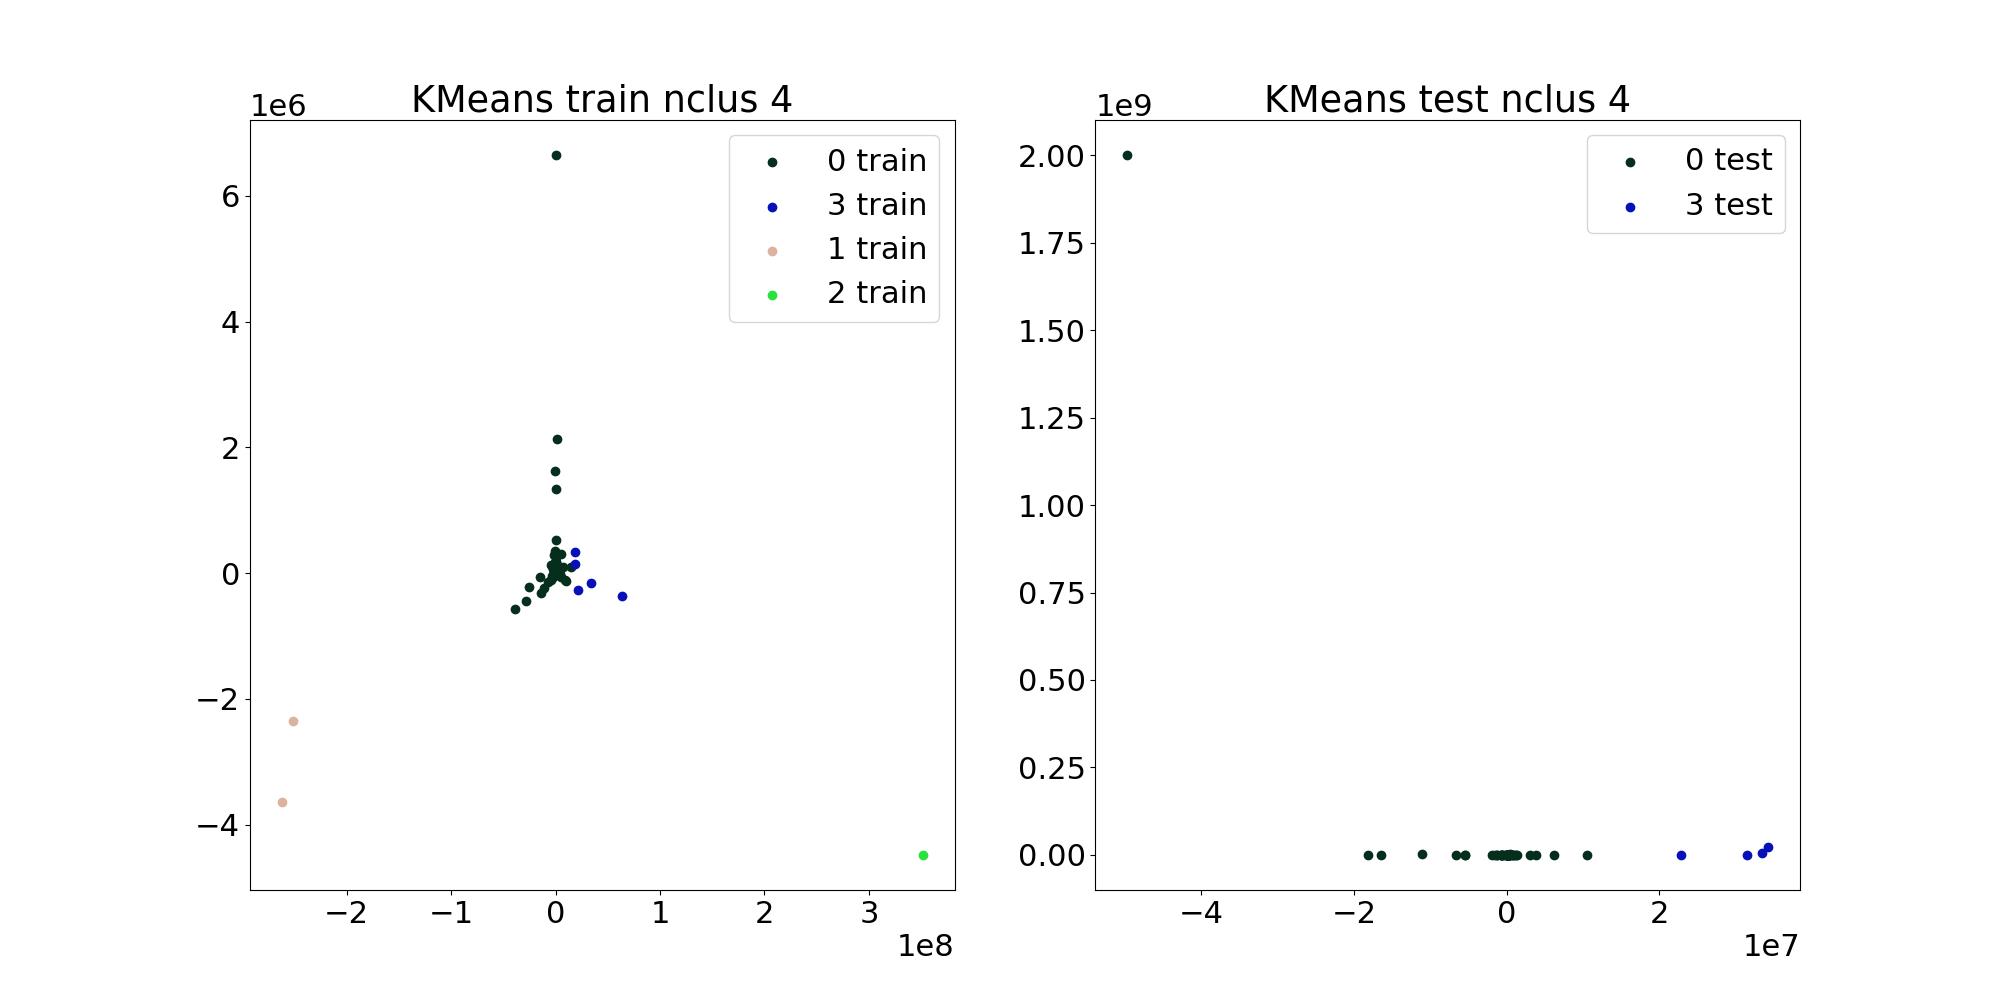 KMeans train nclus 4
1e6
0 train
3 train
1 train
2 train
6
4
2
0
−2
−4
−2
−1
0
1
2
3
1e8
KMeans test nclus 4
1e9
0 test
3 test
2.00
1.75
1.50
1.25
1.00
0.75
0.50
0.25
0.00
−4
−2
0
2
1e7